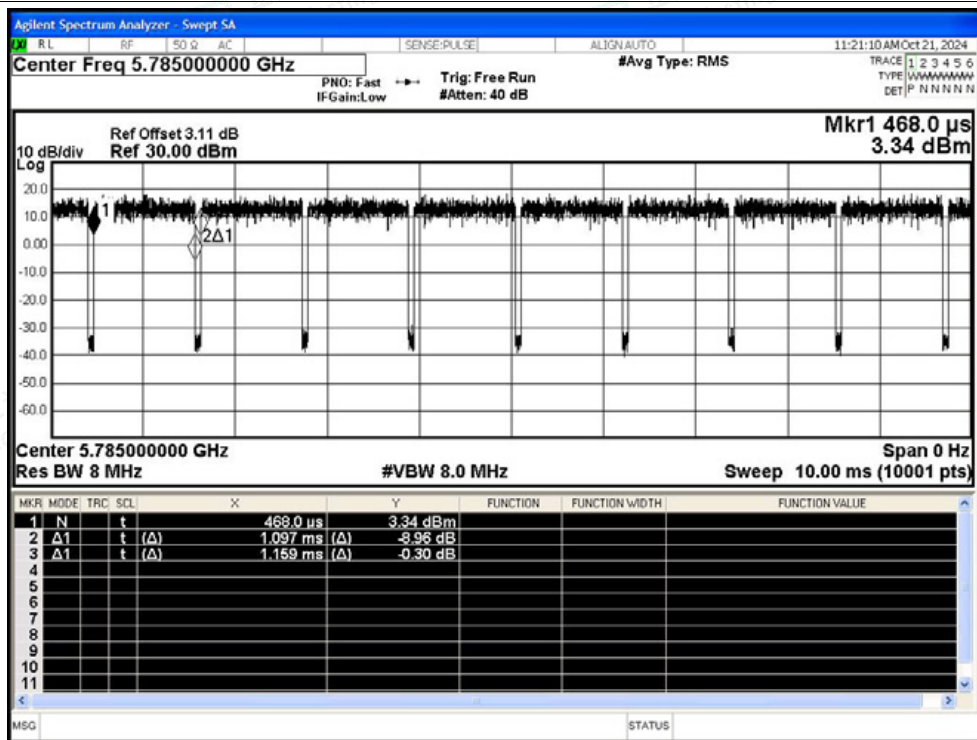 Agilent Spectrum Analyzer - Swept SA
RL RF 50 Ω AC SENSE:PULSE ALIGN AUTO 11:21:10 AM Oct 21, 2024
Center Freq 5.785000000 GHz #Avg Type: RMS TRACE 1 2 3 4 5 6
PNO: Fast Trig: Free Run TYPE WWWWWW
IFGain:Low #Atten: 40 dB DET P N N N N N
Mkr1 468.0 µs
Ref Offset 3.11 dB
10 dB/div Ref 30.00 dBm 3.34 dBm
Log
20.0
1
10.0
2Δ1
0.00
-10.0
-20.0
-30.0
-40.0
-50.0
-60.0
Center 5.785000000 GHz Span 0 Hz
Res BW 8 MHz #VBW 8.0 MHz Sweep 10.00 ms (10001 pts)
MKR MODE TRC SCL X Y FUNCTION FUNCTION WIDTH FUNCTION VALUE
1 N t 468.0 µs 3.34 dBm
2 Δ1 t (Δ) 1.097 ms (Δ) -8.96 dB
3 Δ1 t (Δ) 1.159 ms (Δ) -0.30 dB
4
5
6
7
8
9
10
11
MSG STATUS